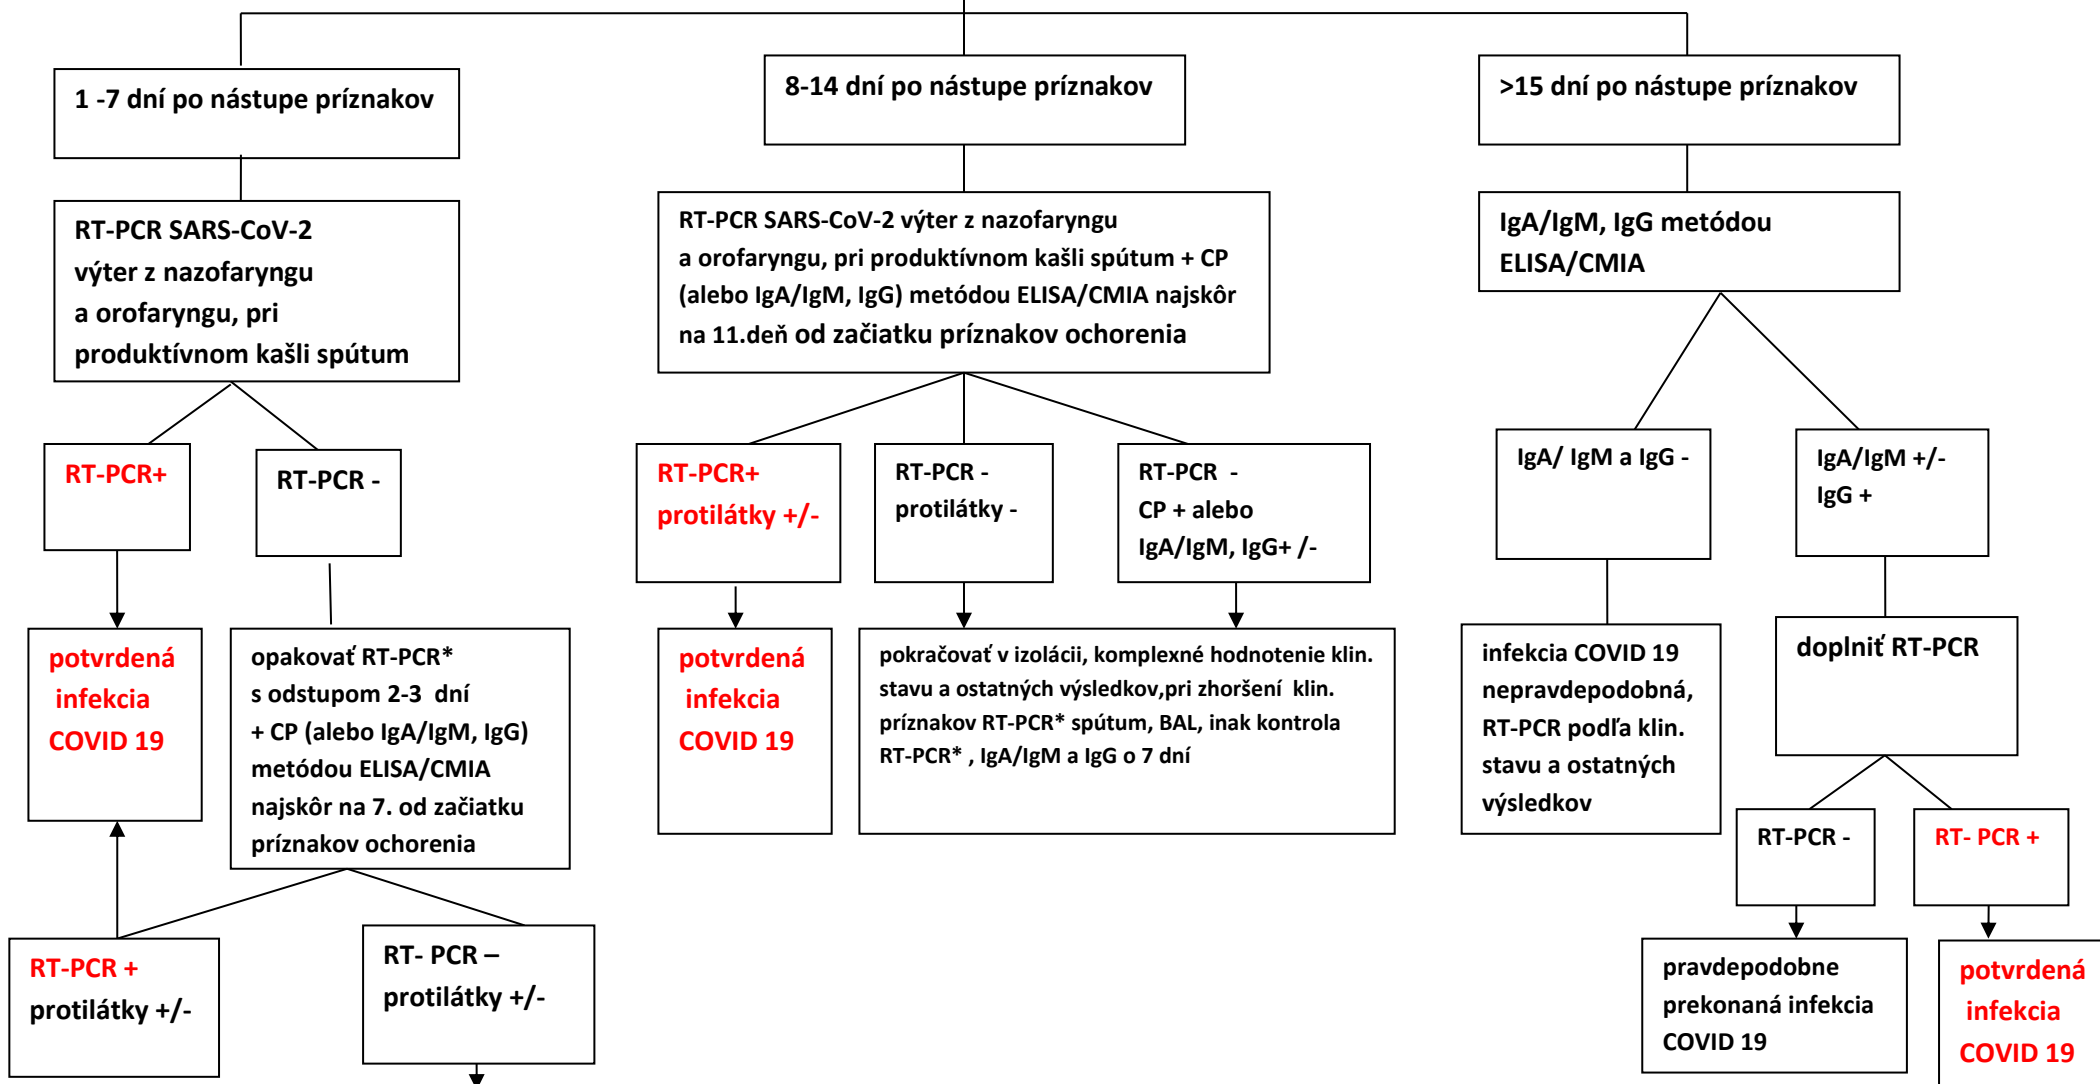 1 -7 dní po nástupe príznakov
8-14 dní po nástupe príznakov
>15 dní po nástupe príznakov
RT-PCR SARS-CoV-2
výter z nazofaryngu
a orofaryngu, pri
produktívnom kašli spútum
RT-PCR SARS-CoV-2 výter z nazofaryngu
a orofaryngu, pri produktívnom kašli spútum + CP
(alebo IgA/IgM, IgG) metódou ELISA/CMIA najskôr
na 11.deň od začiatku príznakov ochorenia
IgA/IgM, IgG metódou
ELISA/CMIA
RT-PCR+
RT-PCR -
RT-PCR+
protilátky +/-
RT-PCR -
protilátky -
RT-PCR  -
CP + alebo
IgA/IgM, IgG+ /-
IgA/ IgM a IgG -
IgA/IgM +/-
IgG +
potvrdená
infekcia
COVID 19
opakovať RT-PCR*
s odstupom 2-3  dní
+ CP (alebo IgA/IgM, IgG)
metódou ELISA/CMIA
najskôr na 7. od začiatku
príznakov ochorenia
potvrdená
infekcia
COVID 19
pokračovať v izolácii, komplexné hodnotenie klin.
stavu a ostatných výsledkov,pri zhoršení  klin.
príznakov RT-PCR* spútum, BAL, inak kontrola
RT-PCR* , IgA/IgM a IgG o 7 dní
infekcia COVID 19
nepravdepodobná,
RT-PCR podľa klin.
stavu a ostatných
výsledkov
doplniť RT-PCR
RT-PCR -
RT- PCR +
RT-PCR +
protilátky +/-
RT- PCR –
protilátky +/-
pravdepodobne
prekonaná infekcia
COVID 19
potvrdená
infekcia
COVID 19